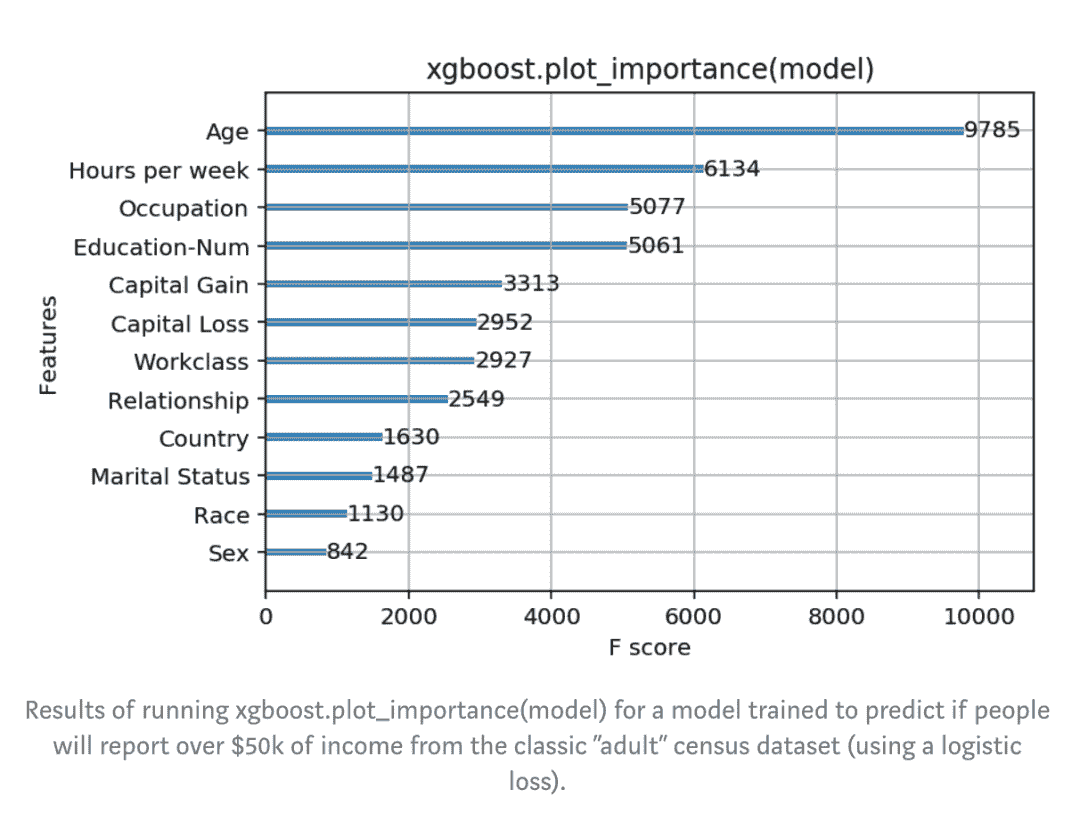 xgboost.plot_importance(model)
Age 9785
Hours per week 6134
Occupation 5077
Education-Num 5061
Capital Gain 3313
Capital Loss 2952
Workclass 2927
Relationship 2549
Country 1630
Marital Status 1487
Race 1130
Sex 842
Features
0 2000 4000 6000 8000 10000
F score
Results of running xgboost.plot_importance(model) for a model trained to predict if people
will report over $50k of income from the classic "adult" census dataset (using a logistic
loss).